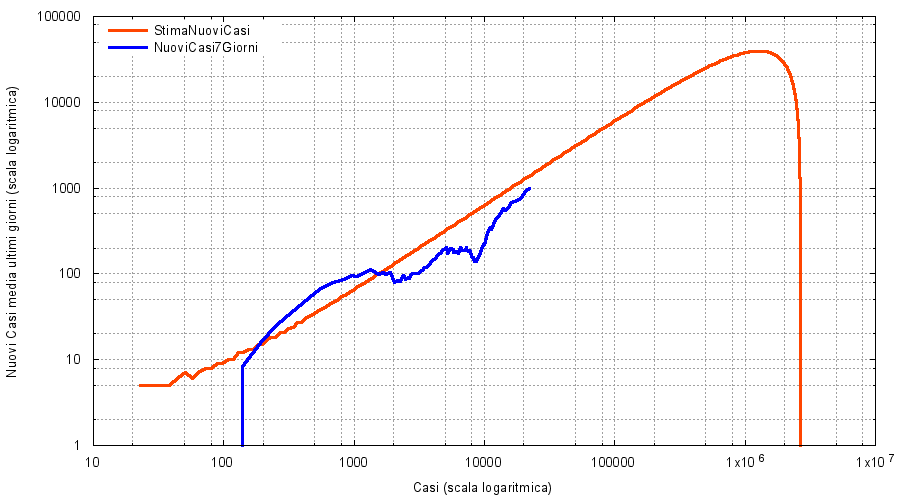 100000
10000
1000
100
10
1
StimaNuoviCasi
NuoviCasi7Giorni
Nuovi Casi media ultimi giorni (scala logaritmica)
10 100 1000 10000 100000 1x10^6 1x10^7
Casi (scala logaritmica)